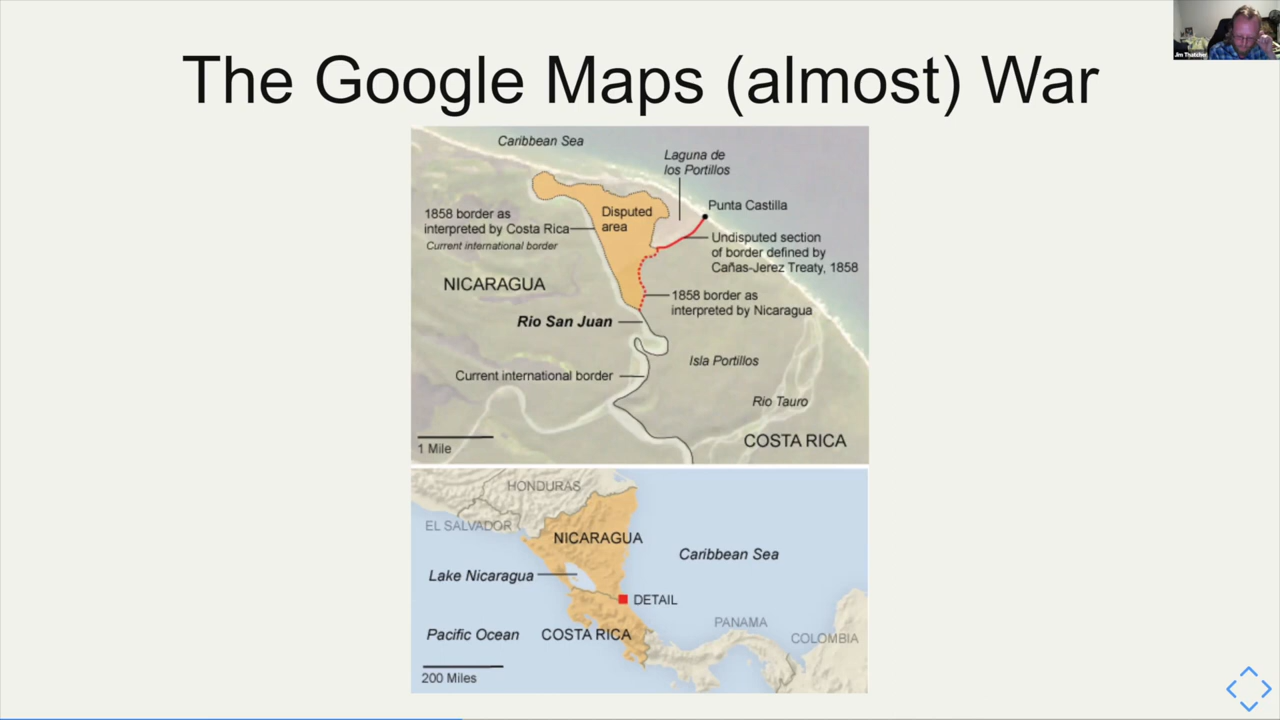 The Google Maps (almost) War
Jim Thatcher
Caribbean Sea
Laguna de
los Portillos
Punta Castilla
Disputed
area
1858 border as
interpreted by Costa Rica
Current international border
Undisputed section
of border defined by
Cañas-Jerez Treaty, 1858
NICARAGUA
1858 border as
interpreted by Nicaragua
Rio San Juan
Isla Portillos
Current international border
Rio Tauro
COSTA RICA
1 Mile
HONDURAS
EL SALVADOR
NICARAGUA
Caribbean Sea
Lake Nicaragua
DETAIL
PANAMA
Pacific Ocean
COSTA RICA
COLOMBIA
200 Miles